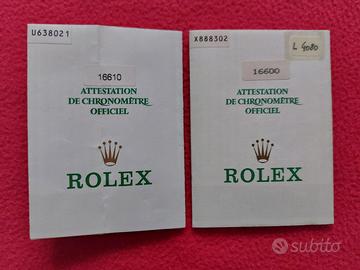 U638021
16610
ATTESTATION
DE CHRONOMÈTRE
OFFICIEL
ROLEX
X888302
L 4080
16600
ATTESTATION
DE CHRONOMÈTRE
OFFICIEL
ROLEX
subito